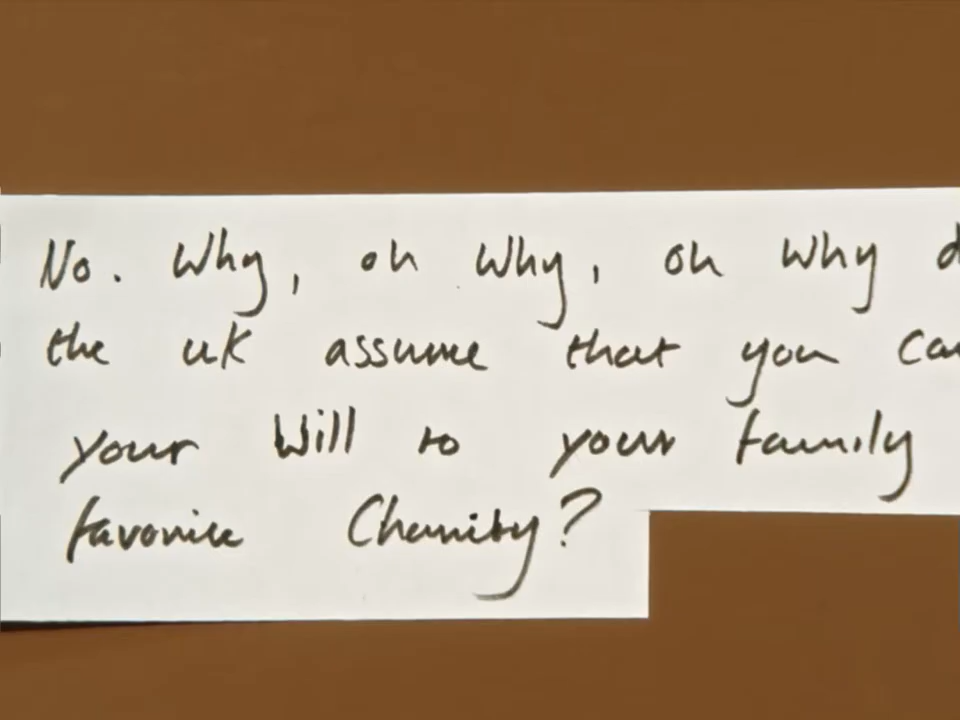 No. Why, oh why, oh why
the UK assume that you
your Will to your family
favorite Charity?